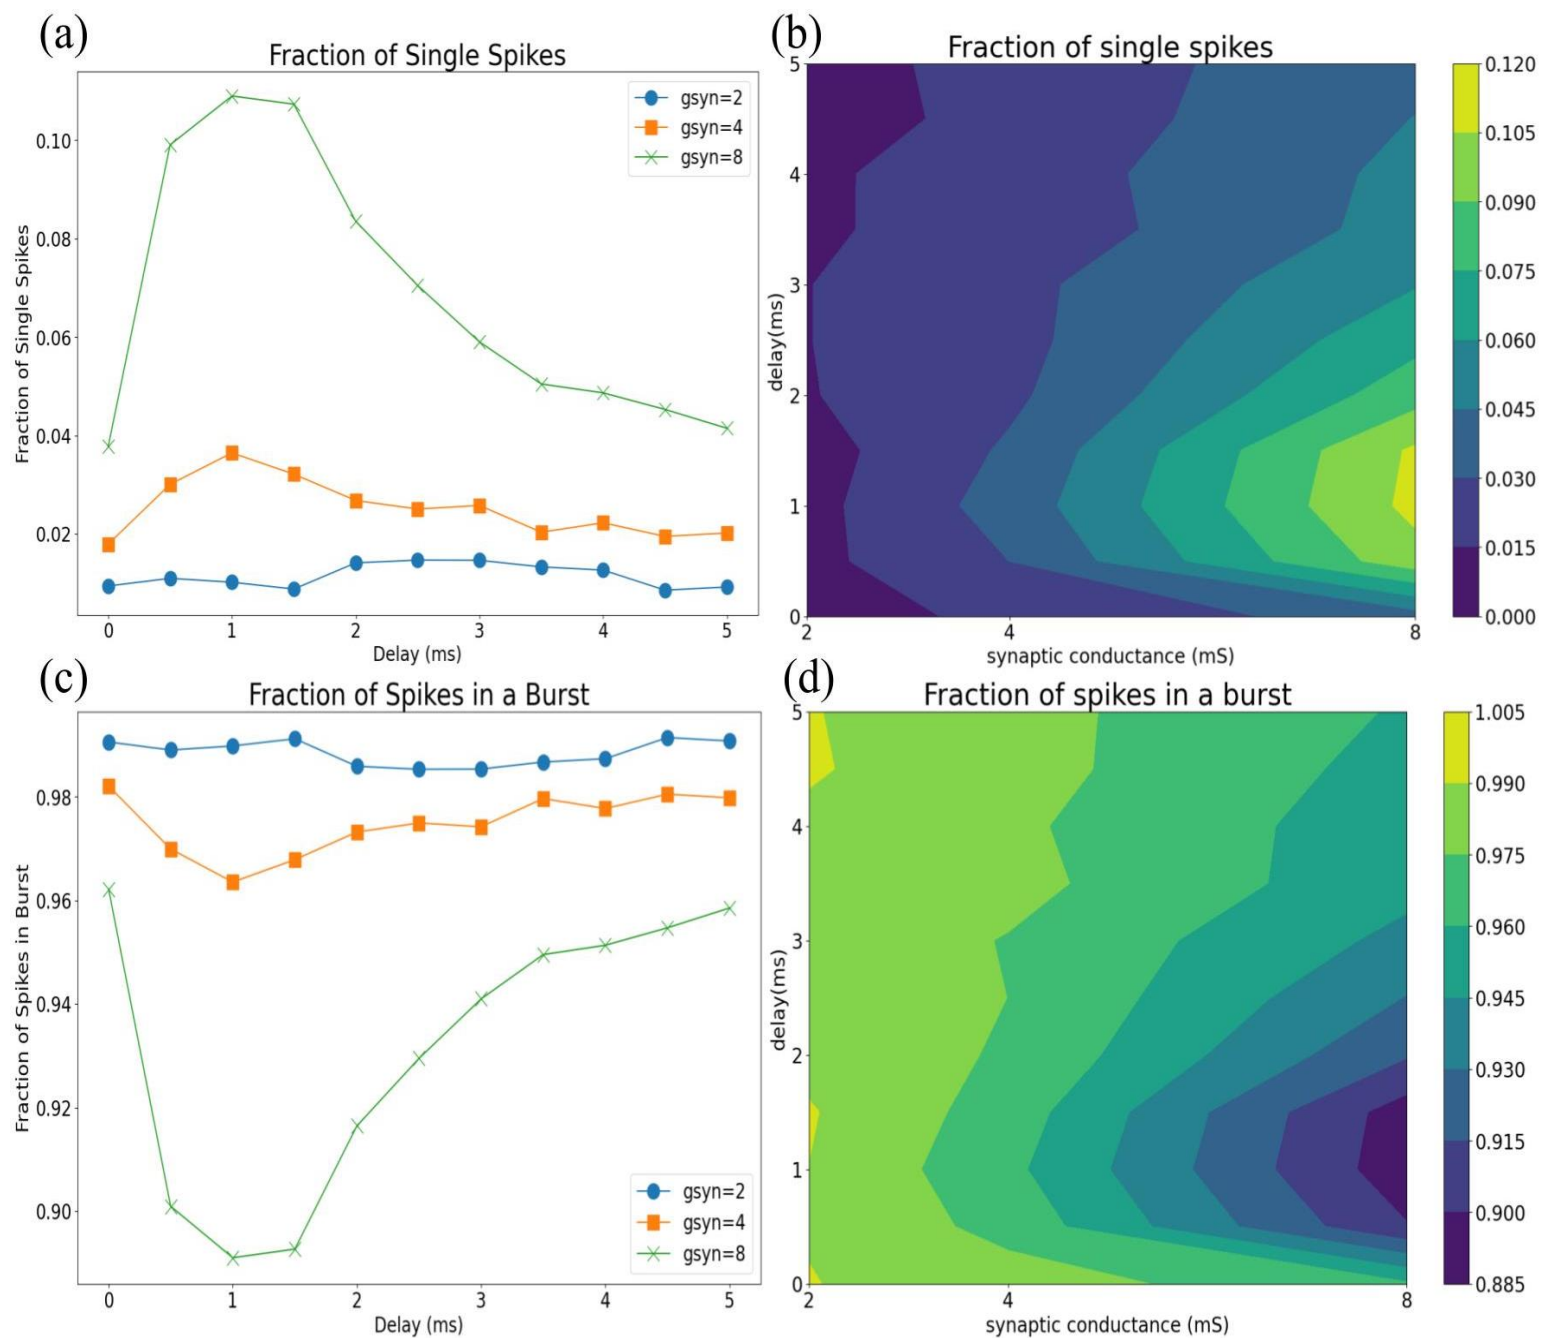 (a)
Fraction of Single Spikes
Fraction of Single Spikes
0.10
0.08
0.06
0.04
0.02
gsyn=2
gsyn=4
gsyn=8
0 1 2 3 4 5
Delay (ms)
(b)
Fraction of single spikes
delay(ms)
5
4
3
2
1
0
2 4 8
synaptic conductance (mS)
0.120
0.105
0.090
0.075
0.060
0.045
0.030
0.015
0.000
(c)
Fraction of Spikes in a Burst
Fraction of Spikes in Burst
0.98
0.96
0.94
0.92
0.90
gsyn=2
gsyn=4
gsyn=8
0 1 2 3 4 5
Delay (ms)
(d)
Fraction of spikes in a burst
delay(ms)
5
4
3
2
1
0
2 4 8
synaptic conductance (mS)
1.005
0.990
0.975
0.960
0.945
0.930
0.915
0.900
0.885